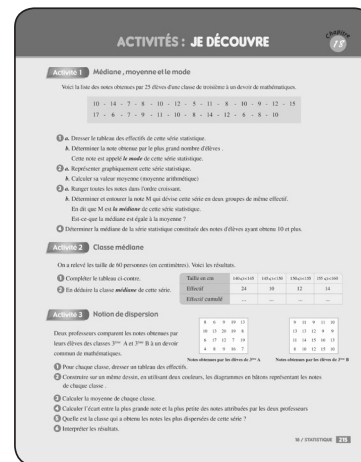 ACTIVITÉS : JE DÉCOUVRE
Chapitre
18
Activité 1 Médiane , moyenne et le mode
Voici la liste des notes obtenues par 25 élèves d'une classe de troisième à un devoir de mathématiques.
10 - 14 - 7 - 8 - 10 - 12 - 5 - 11 - 8 - 10 - 9 - 12 - 15
17 - 6 - 7 - 9 - 11 - 10 - 8 - 14 - 12 - 6 - 8 - 10
1 a. Dresser le tableau des effectifs de cette série statistique.
b. Déterminer la note obtenue par le plus grand nombre d'élèves .
Cette note est appelé le mode de cette série statistique.
2 a. Représenter graphiquement cette série statistique.
b. Calculer sa valeur moyenne (moyenne arithmétique)
3 a. Ranger toutes les notes dans l'ordre croissant.
b. Déterminer et entourer la note M qui divise cette série en deux groupes de même effectif.
En dit que M est la médiane de cette série statistique.
Est-ce-que la médiane est égale à la moyenne ?
4 Déterminer la médiane de la série statistique constituée des notes d'élèves ayant obtenu 10 et plus.
Activité 2 Classe médiane
On a relevé les taille de 60 personnes (en centimètres). Voici les resultats.
1 Compléter le tableau ci-contre.
2 En déduire la classe médiane de cette série.
Taille en cm
Effectif 24 10 12 14
Effectif cumulé ... ... ... ...
Activité 3 Notion de dispersion
Deux professeurs comparent les notes obtenues par
leurs élèves des classes 3ème A et 3ème B à un devoir
commun de mathématiques.
Notes obtenues par les élèves de 3ème A Notes obtenues par les élèves de 3ème B
1 Pour chaque classe, dresser un tableau des effectifs.
2 Construire sur un même dessin, en utilisant deux couleurs, les diagrammes en bâtons représentant les notes
de chaque classe .
3 Calculer la moyenne de chaque classe.
4 Calculer l'écart entre la plus grande note et la plus petite des notes attribuées par les deux professeurs
5 Quelle est la classe qui a obtenu les notes les plus dispersées de cette série ?
6 Interpréter les résultats.
18 / STATISTIQUE 215